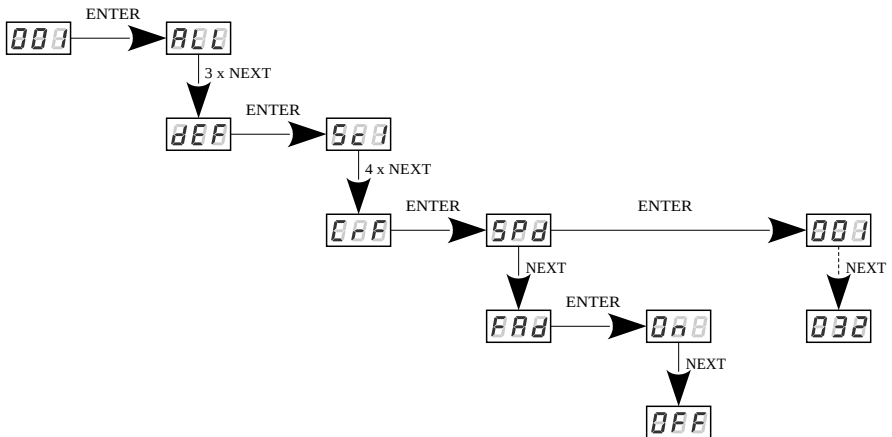 ENTER
001 ALL
3 x NEXT
ENTER
dEF Sc1
4 x NEXT
ENTER ENTER
CrF SPd 001
NEXT NEXT
ENTER
FAd On 032
NEXT
OFF